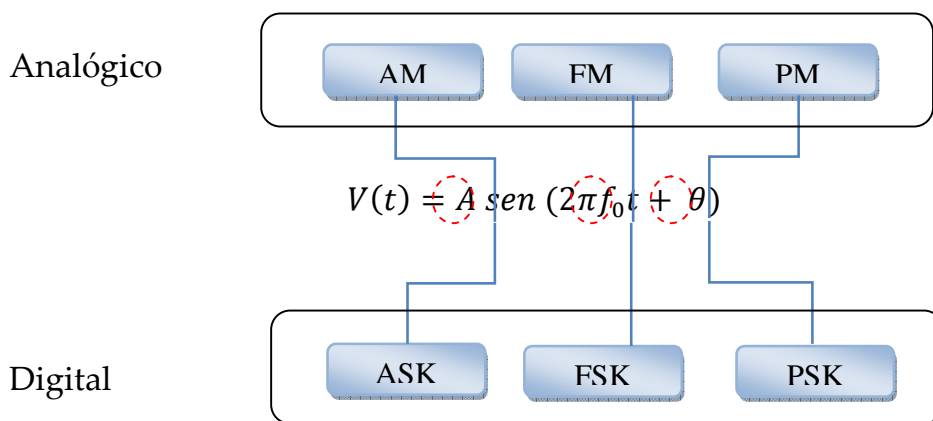 Analógico
AM FM PM
V(t) = A sen (2πf₀t + θ)
ASK FSK PSK
Digital